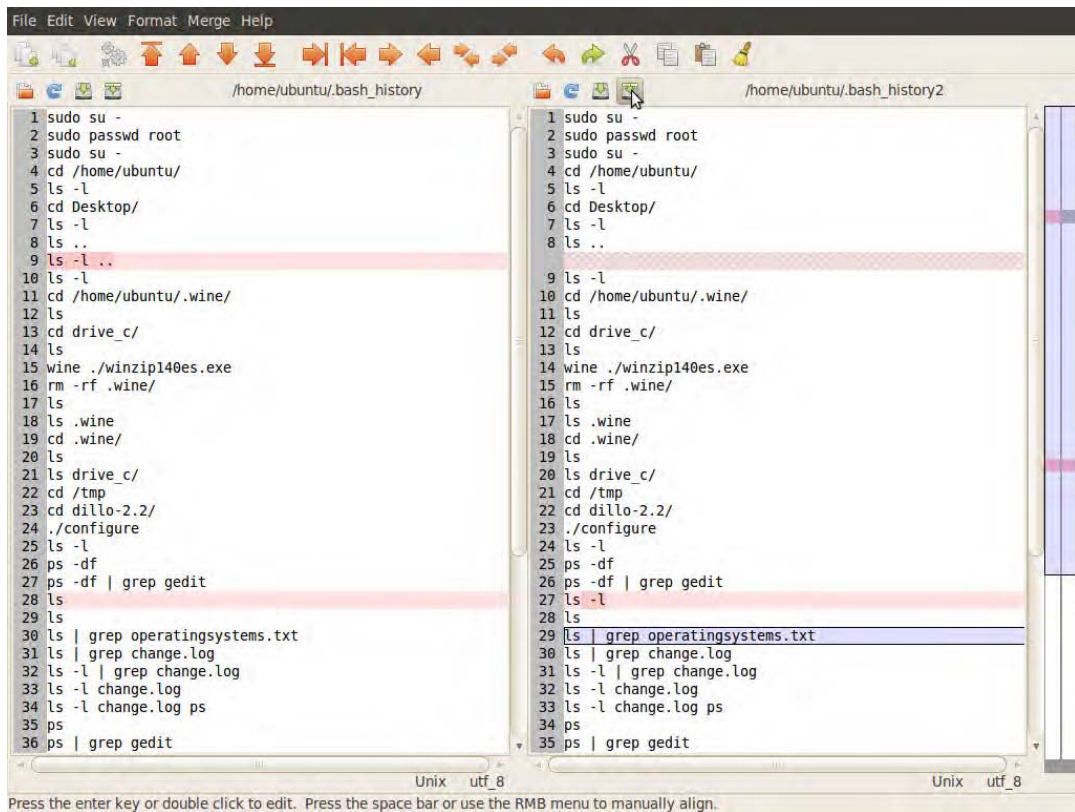 File Edit View Format Merge Help
/home/ubuntu/.bash_history
1 sudo su -
2 sudo passwd root
3 sudo su -
4 cd /home/ubuntu/
5 ls -l
6 cd Desktop/
7 ls -l
8 ls ..
9 ls -l ..
10 ls -l
11 cd /home/ubuntu/.wine/
12 ls
13 cd drive_c/
14 ls
15 wine ./winzip140es.exe
16 rm -rf .wine/
17 ls
18 ls .wine
19 cd .wine/
20 ls
21 ls drive_c/
22 cd /tmp
23 cd dillo-2.2/
24 ./configure
25 ls -l
26 ps -df
27 ps -df | grep gedit
28 ls
29 ls
30 ls | grep operatingsystems.txt
31 ls | grep change.log
32 ls -l | grep change.log
33 ls -l change.log
34 ls -l change.log ps
35 ps
36 ps | grep gedit
Unix utf_8
/home/ubuntu/.bash_history2
1 sudo su -
2 sudo passwd root
3 sudo su -
4 cd /home/ubuntu/
5 ls -l
6 cd Desktop/
7 ls -l
8 ls ..
9 ls -l
10 cd /home/ubuntu/.wine/
11 ls
12 cd drive_c/
13 ls
14 wine ./winzip140es.exe
15 rm -rf .wine/
16 ls
17 ls .wine
18 cd .wine/
19 ls
20 ls drive_c/
21 cd /tmp
22 cd dillo-2.2/
23 ./configure
24 ls -l
25 ps -df
26 ps -df | grep gedit
27 ls -l
28 ls
29 ls | grep operatingsystems.txt
30 ls | grep change.log
31 ls -l | grep change.log
32 ls -l change.log
33 ls -l change.log ps
34 ps
35 ps | grep gedit
Unix utf_8
Press the enter key or double click to edit. Press the space bar or use the RMB menu to manually align.